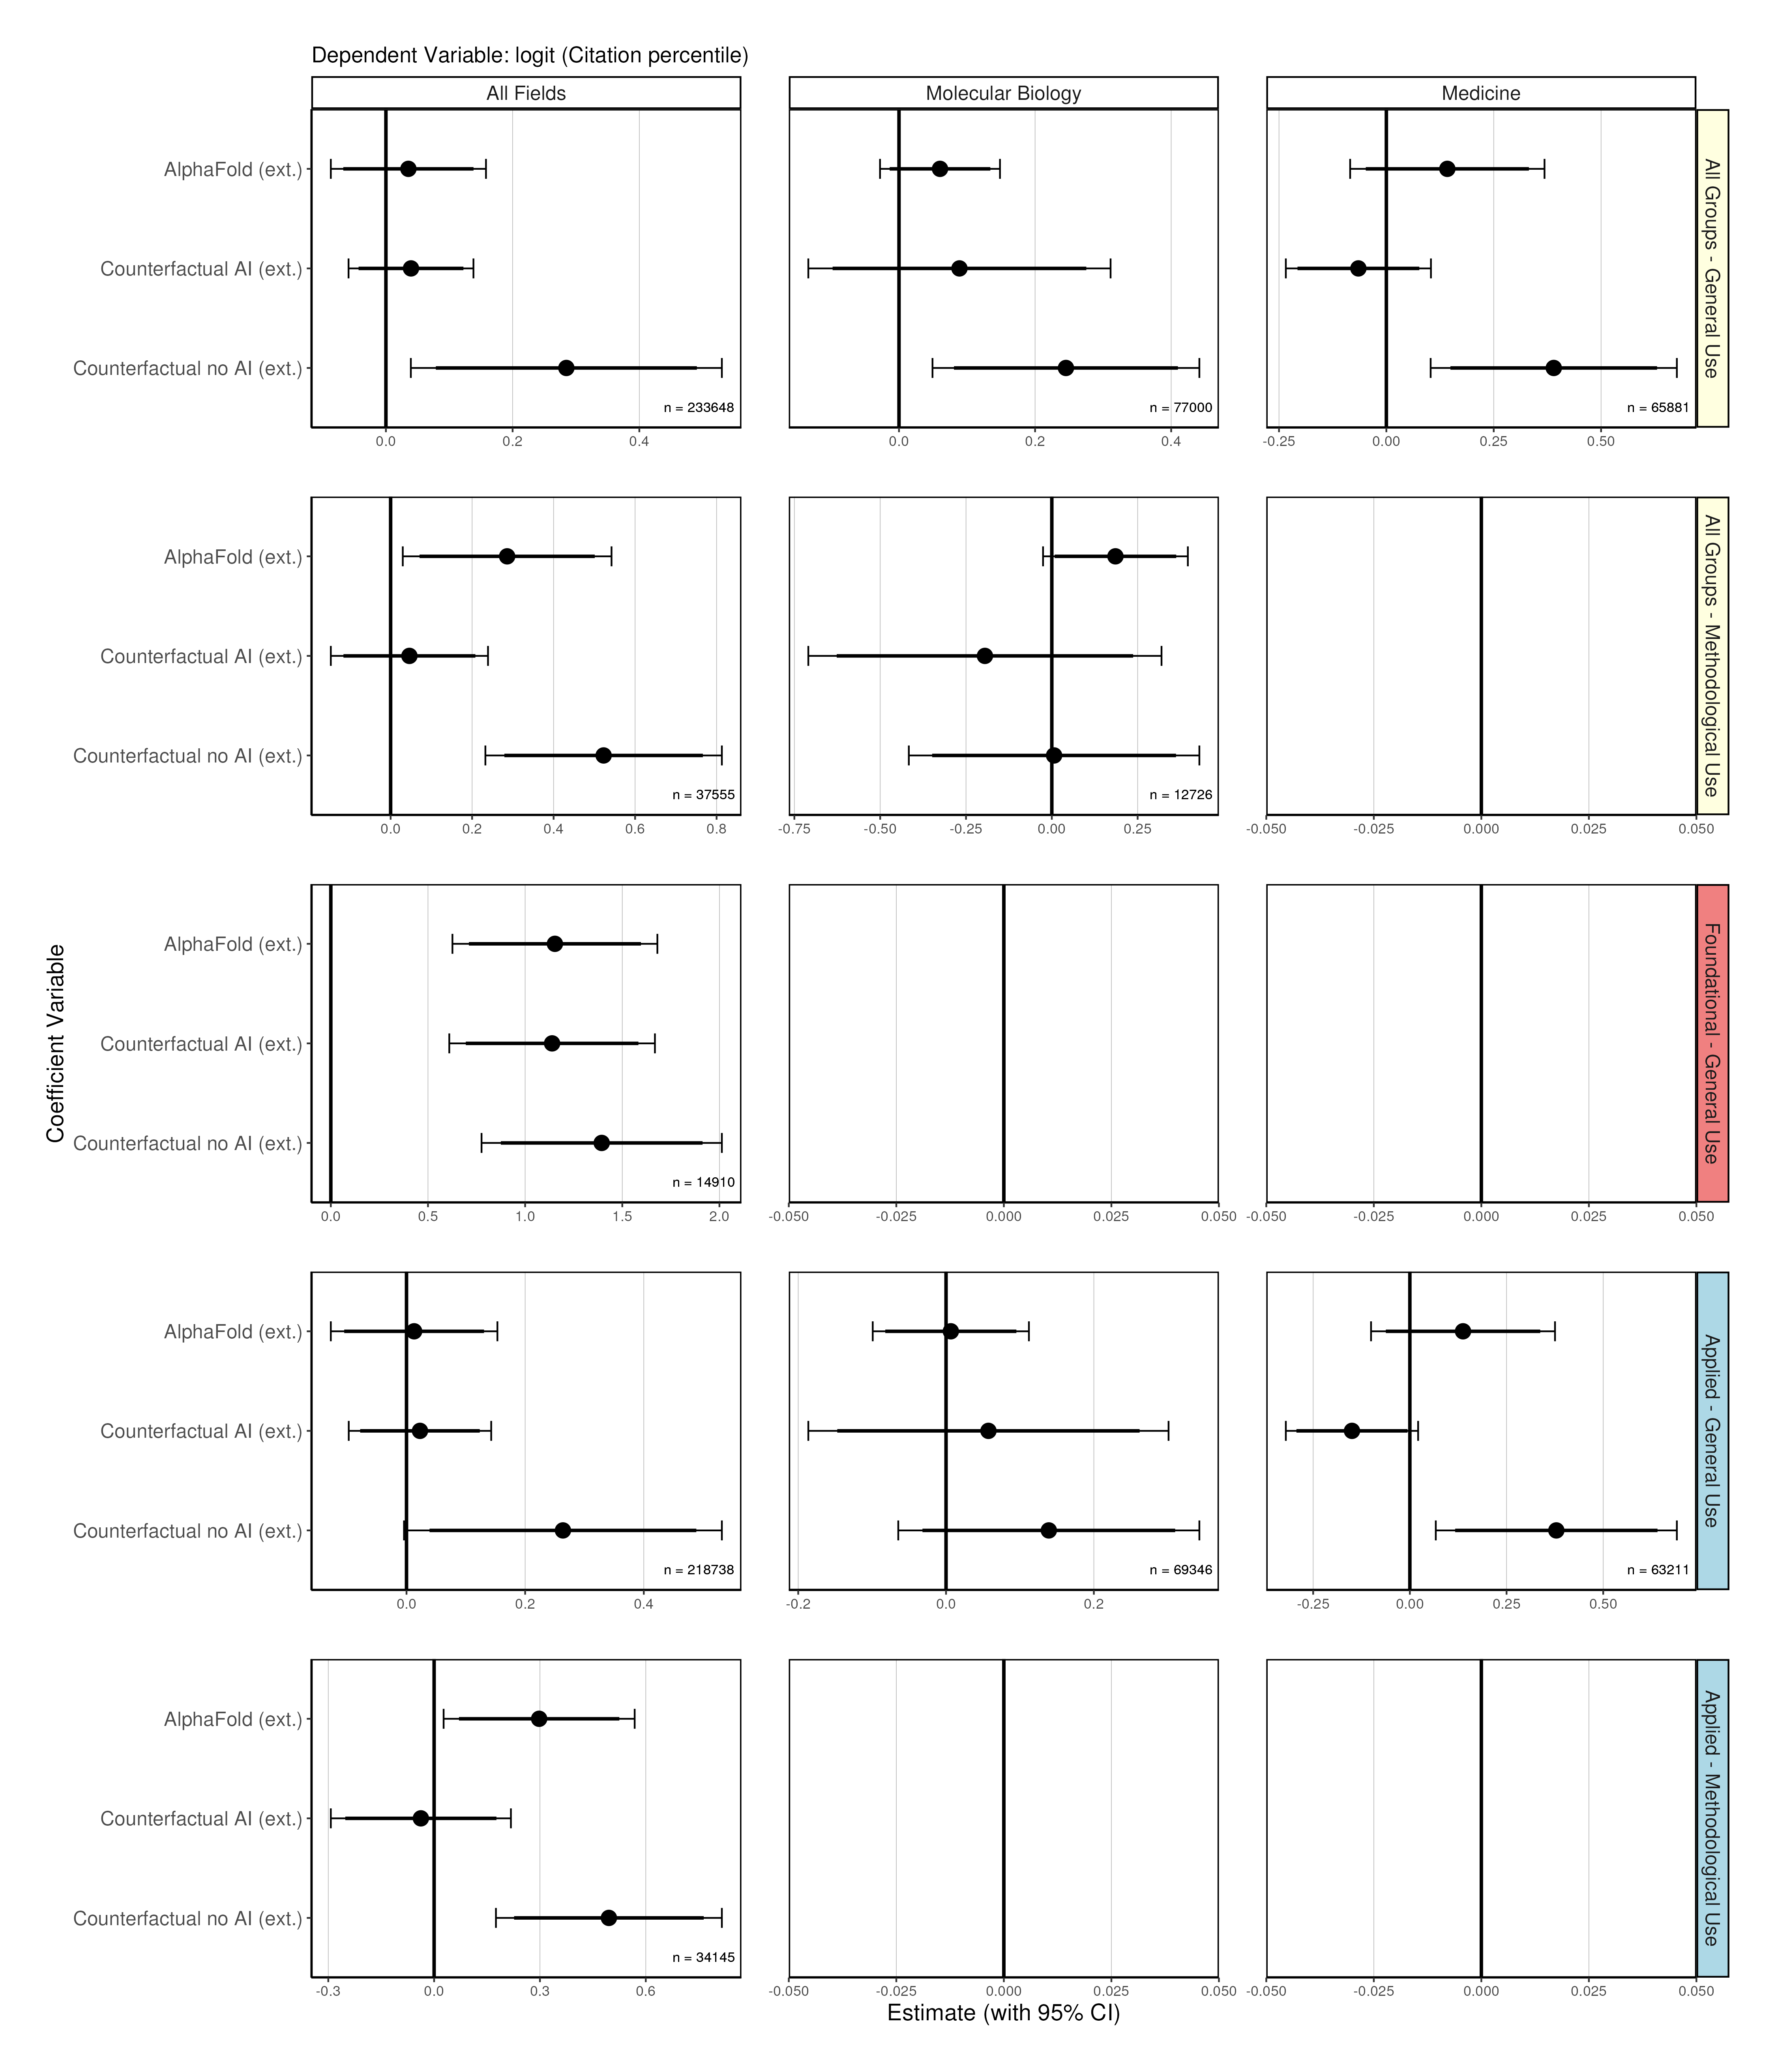 Dependent Variable: logit (Citation percentile)
All Fields
Molecular Biology
Medicine
AlphaFold (ext.)
Counterfactual AI (ext.)
Counterfactual no AI (ext.)
n = 233648
n = 77000
n = 65881
0.0 0.2 0.4
0.0 0.2 0.4
-0.25 0.00 0.25 0.50
All Groups - General Use
AlphaFold (ext.)
Counterfactual AI (ext.)
Counterfactual no AI (ext.)
n = 37555
n = 12726
0.0 0.2 0.4 0.6 0.8
-0.75 -0.50 -0.25 0.00 0.25
-0.050 -0.025 0.000 0.025 0.050
All Groups - Methodological Use
Coefficient Variable
AlphaFold (ext.)
Counterfactual AI (ext.)
Counterfactual no AI (ext.)
n = 14910
0.0 0.5 1.0 1.5 2.0
-0.050 -0.025 0.000 0.025 0.050
-0.050 -0.025 0.000 0.025 0.050
Foundational - General Use
AlphaFold (ext.)
Counterfactual AI (ext.)
Counterfactual no AI (ext.)
n = 218738
n = 69346
n = 63211
0.0 0.2 0.4
-0.2 0.0 0.2
-0.25 0.00 0.25 0.50
Applied - General Use
AlphaFold (ext.)
Counterfactual AI (ext.)
Counterfactual no AI (ext.)
n = 34145
-0.3 0.0 0.3 0.6
-0.050 -0.025 0.000 0.025 0.050
-0.050 -0.025 0.000 0.025 0.050
Applied - Methodological Use
Estimate (with 95% CI)